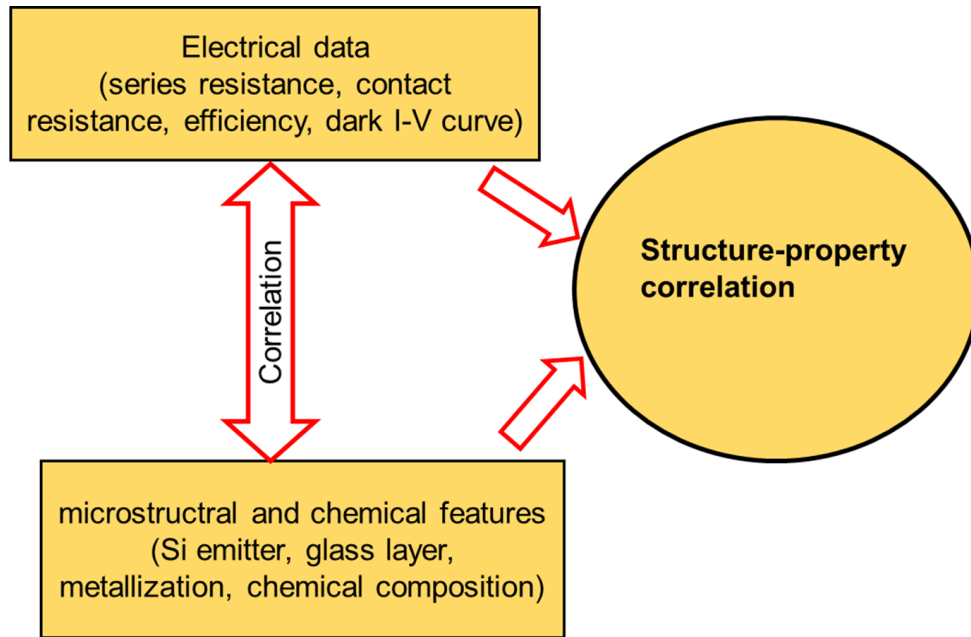 Electrical data
(series resistance, contact
resistance, efficiency, dark I-V curve)
Correlation
Structure-property
correlation
microstructral and chemical features
(Si emitter, glass layer,
metallization, chemical composition)